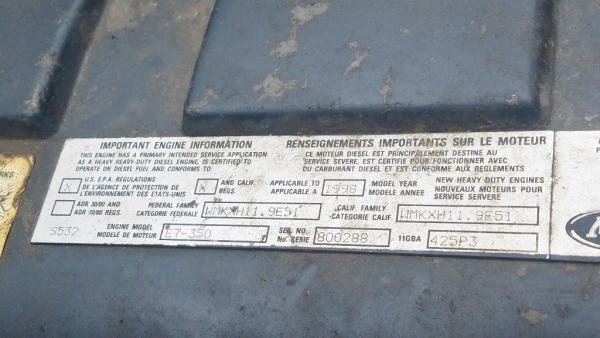 IMPORTANT ENGINE INFORMATION
THIS ENGINE HAS A PRIMARY INTENDED SERVICE APPLICATION
AS A HEAVY HEAVY-DUTY DIESEL ENGINE, IS CERTIFIED TO
OPERATE ON DIESEL FUEL AND CONFORMS TO:
RENSEIGNEMENTS IMPORTANTS SUR LE MOTEUR
CE MOTEUR DIESEL EST PRINCIPALEMENT DESTINE AU
SERVICE SEVERE, EST CERTIFIE POUR FONCTIONNER AVEC
DU CARBURANT DIESEL ET EST CONFORME AUX REGLEMENTS
X U.S. E.P.A. REGULATIONS
DE L'AGANCE DE PROTECTION DE
L'ENVIRONNEMENT DES ETATS-UNIS
X AND CALIF.
REGS.
APPLICABLE TO
APPLICABLE A
1998
MODEL YEAR
MODELE ANNEE
NEW HEAVY DUTY ENGINES
NOUVEAUX MOTEURS POUR
SERVICE SERVERE
ADR 30/00 AND
ADR 70/00 REGS.
FEDERAL FAMILY
CATEGORIE FEDERALE
WMKXH11.9E51
CALIF. FAMILY
CATEGORIE CALIF.
WMKXH11.9E51
S532
ENGINE MODEL
MODELÉ DE MOTEUR
E7-350
SER. NO.
No. SERIE
800288
11GBA
425P3
RKS